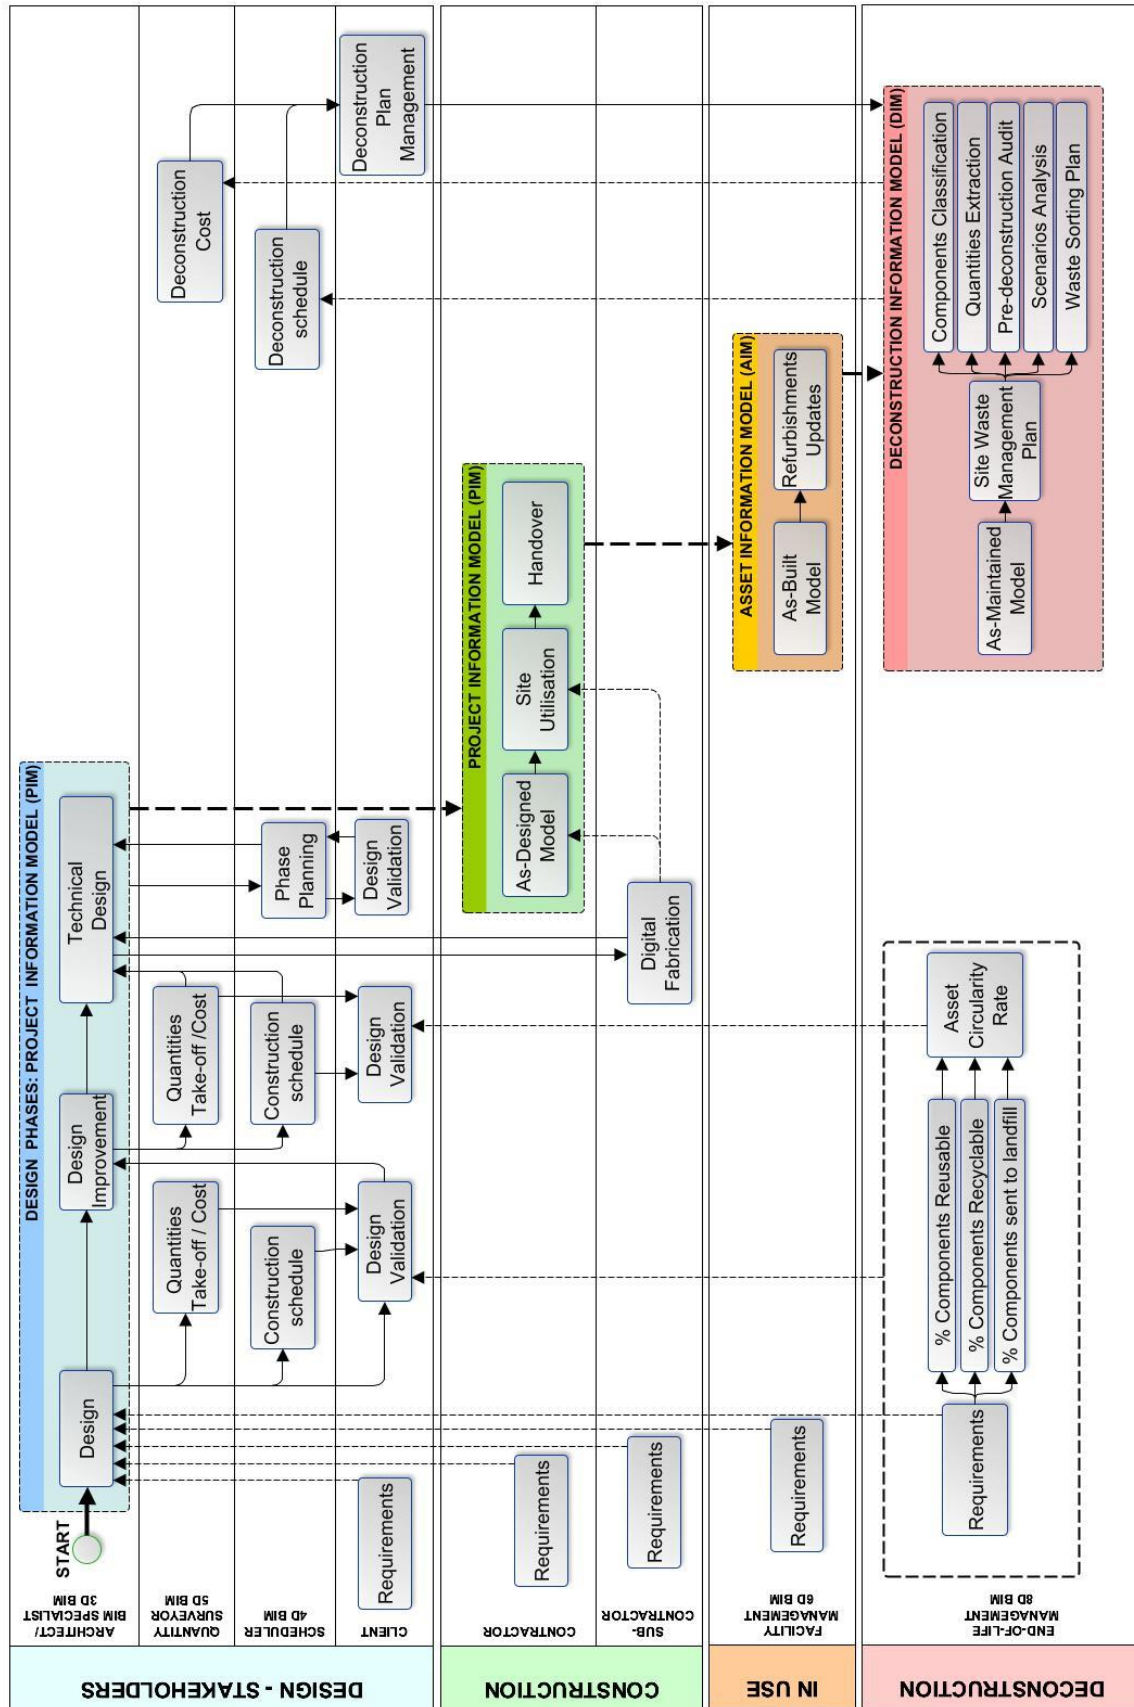 DESIGN - STAKEHOLDERS
ARCHITECT/
BIM SPECIALIST
3D BIM
START
DESIGN PHASES: PROJECT INFORMATION MODEL (PIM)
Design
Design
Improvement
Technical
Design
QUANTITY
SURVEYOR
5D BIM
Quantities
Take-off / Cost
Quantities
Take-off /Cost
Deconstruction
Cost
SCHEDULER
4D BIM
Construction
schedule
Construction
schedule
Phase
Planning
Deconstruction
schedule
CLIENT
Requirements
Design
Validation
Design
Validation
Design
Validation
Deconstruction
Plan
Management
CONSTRUCTION
CONTRACTOR
Requirements
PROJECT INFORMATION MODEL (PIM)
As-Designed
Model
Site
Utilisation
Handover
SUB-
CONTRACTOR
Requirements
Digital
Fabrication
IN USE
FACILITY
MANAGEMENT
6D BIM
Requirements
ASSET INFORMATION MODEL (AIM)
As-Built
Model
Refurbishments
Updates
DECONSTRUCTION
END-OF-LIFE
MANAGEMENT
8D BIM
Requirements
% Components Reusable
% Components Recyclable
% Components sent to landfill
Asset
Circularity
Rate
DECONSTRUCTION INFORMATION MODEL (DIM)
As-Maintained
Model
Site Waste
Management
Plan
Components Classification
Quantities Extraction
Pre-deconstruction Audit
Scenarios Analysis
Waste Sorting Plan